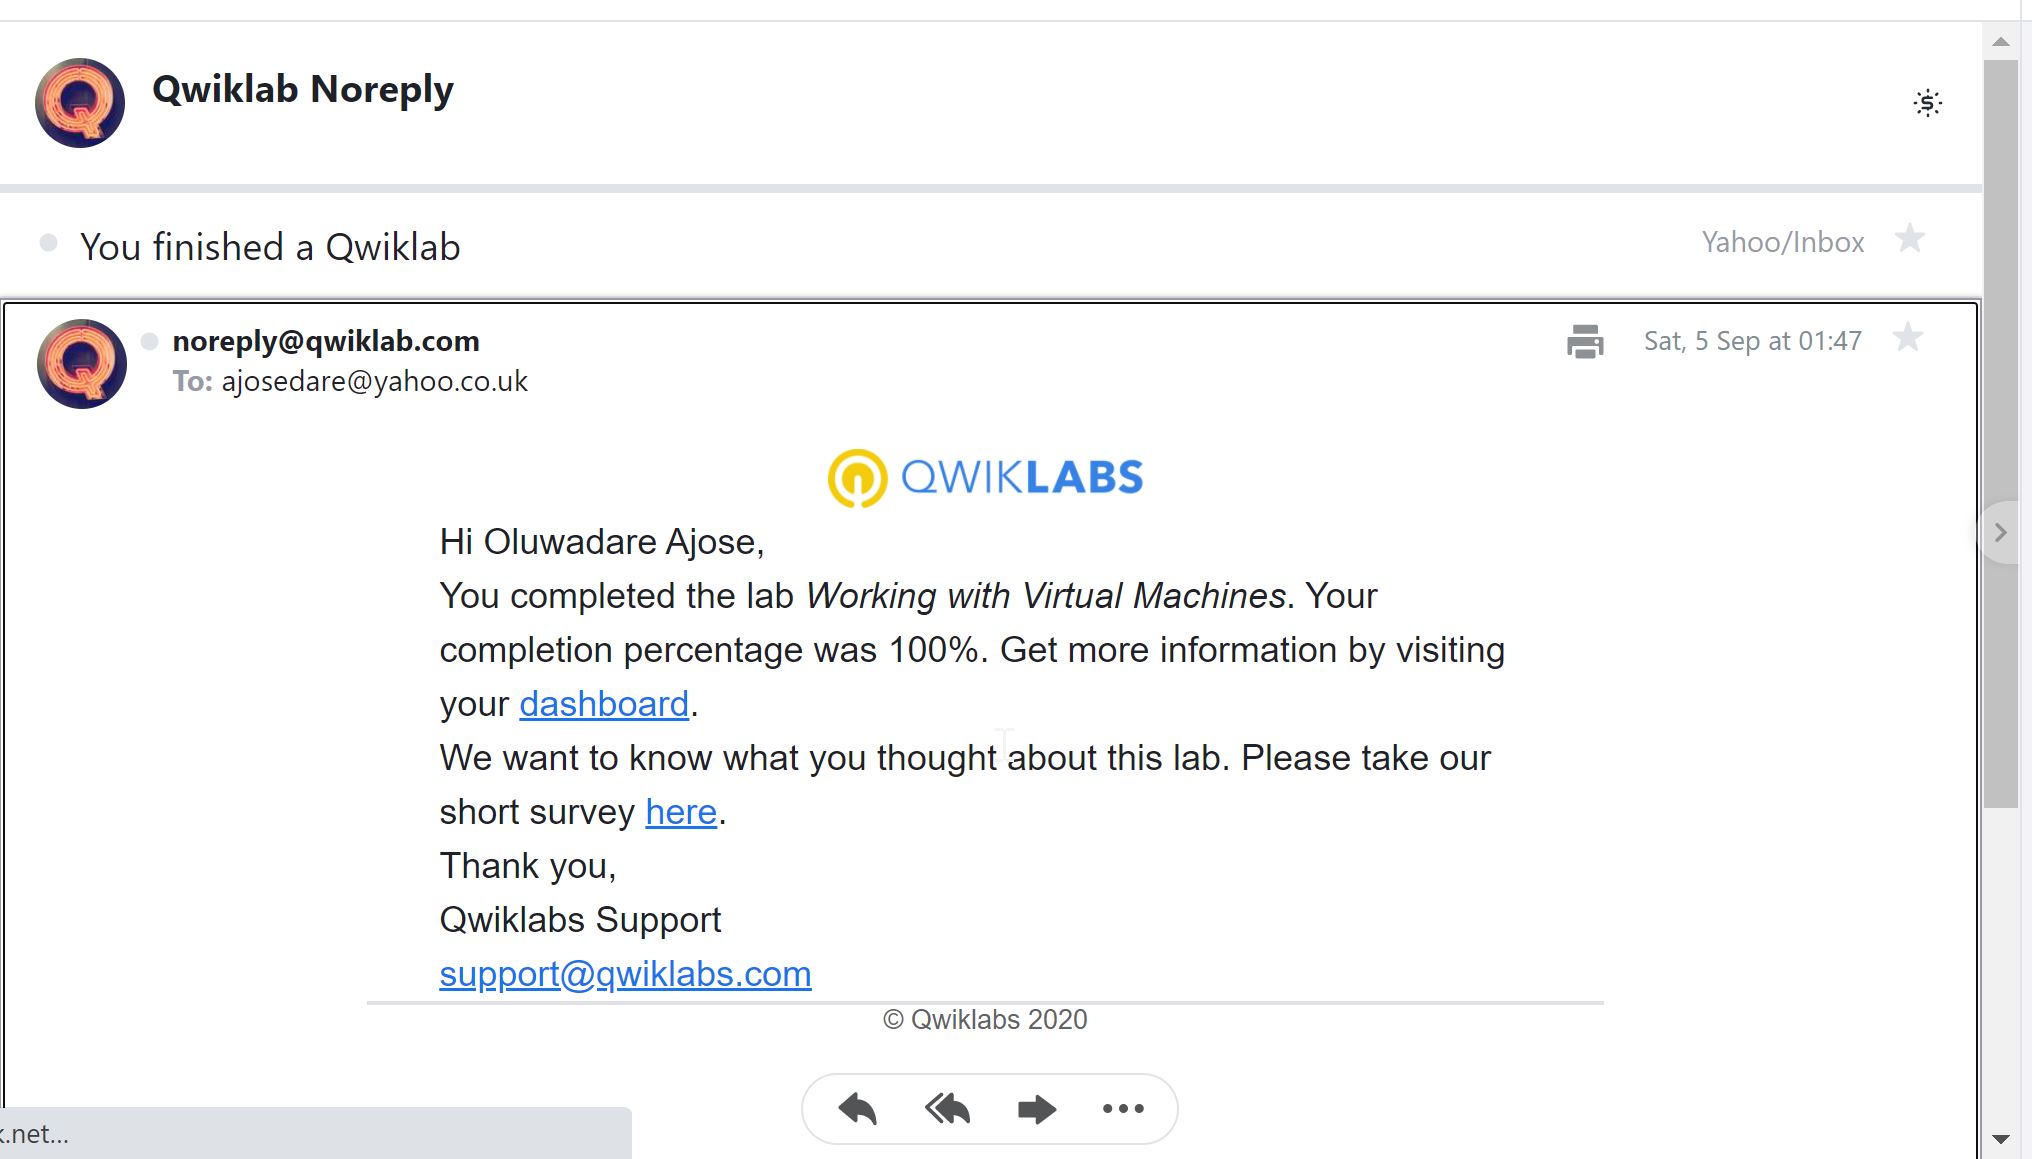 Qwiklab Noreply
You finished a Qwiklab
Yahoo/Inbox
noreply@qwiklab.com
Sat, 5 Sep at 01:47
To: ajosedare@yahoo.co.uk
QWIKLABS
Hi Oluwadare Ajose,
You completed the lab Working with Virtual Machines. Your
completion percentage was 100%. Get more information by visiting
your dashboard.
We want to know what you thought about this lab. Please take our
short survey here.
Thank you,
Qwiklabs Support
support@qwiklabs.com
© Qwiklabs 2020
.net...